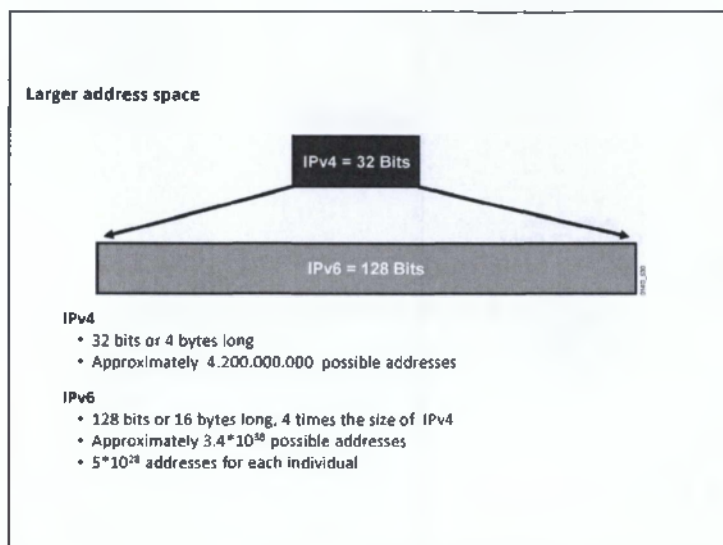 Larger address space
IPv4 = 32 Bits
IPv6 = 128 Bits
IPv4
• 32 bits or 4 bytes long
• Approximately 4.200.000.000 possible addresses
IPv6
• 128 bits or 16 bytes long, 4 times the size of IPv4
• Approximately 3.4*10³⁸ possible addresses
• 5*10²⁸ addresses for each individual